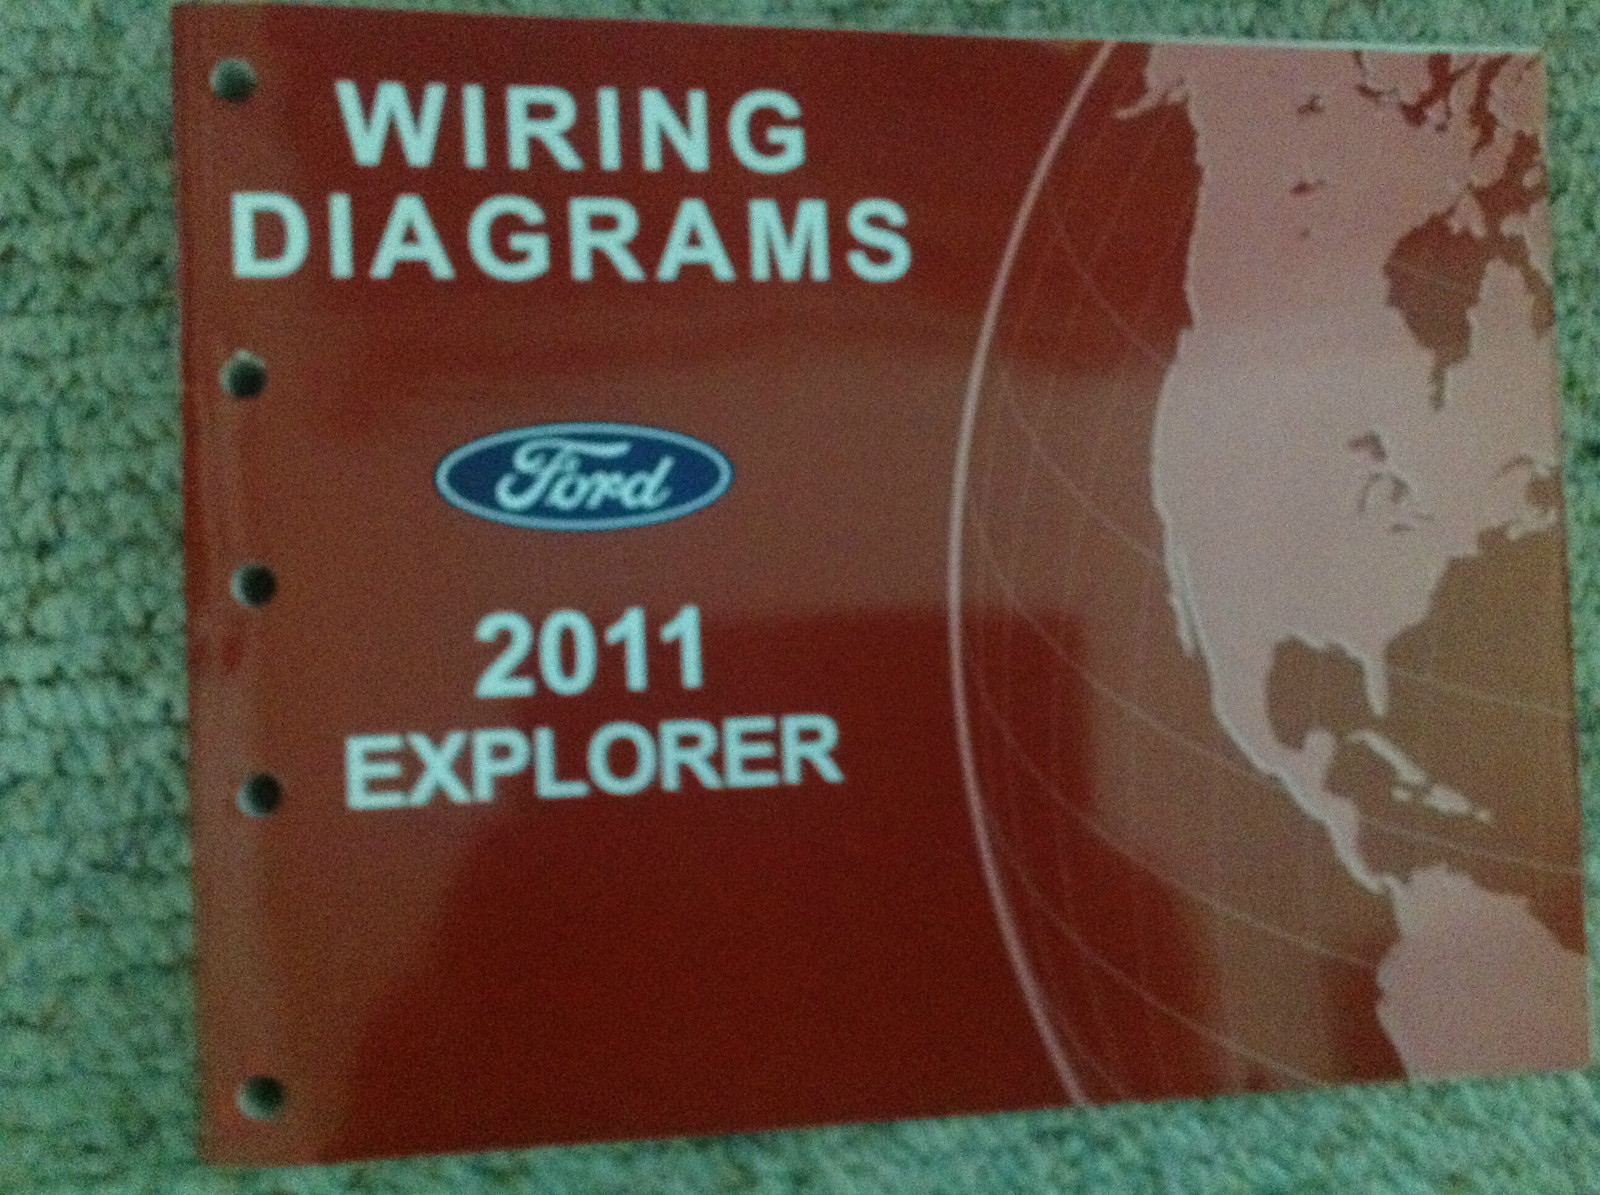 WIRING
DIAGRAMS
Ford
2011
EXPLORER